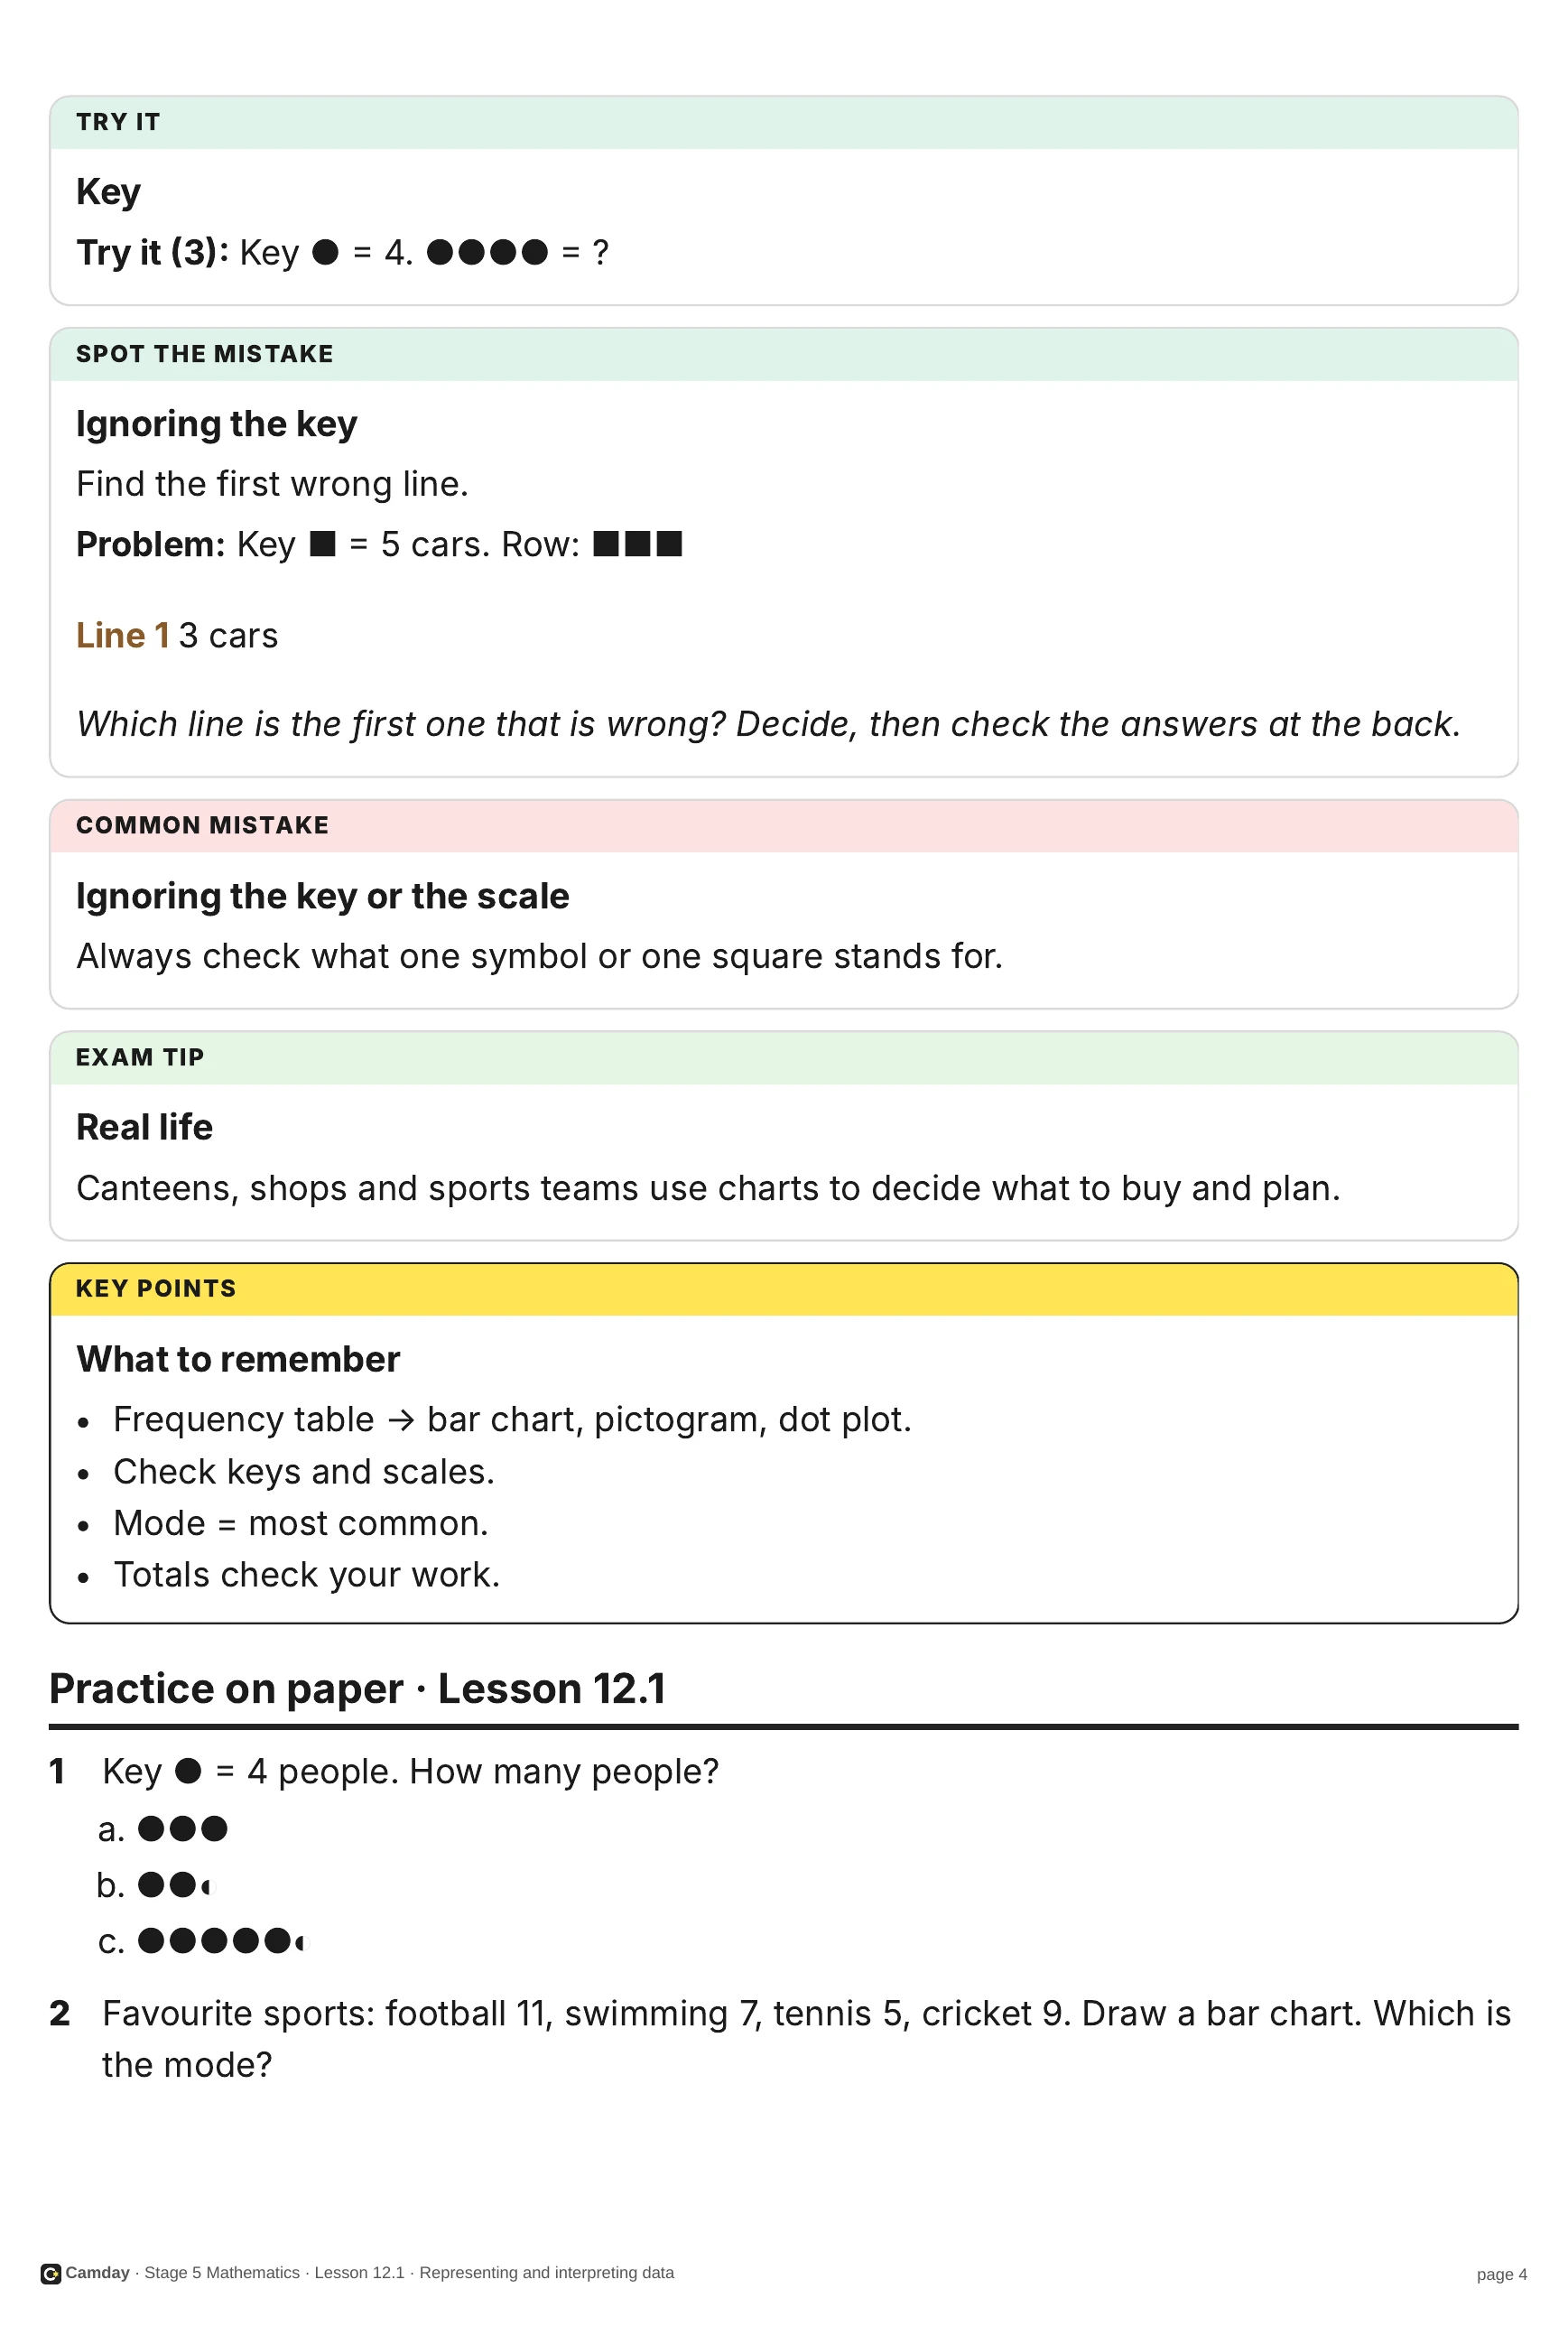 TRY IT
Key
Try it (3): Key ● = 4. ●●●● = ?
SPOT THE MISTAKE
Ignoring the key
Find the first wrong line.
Problem: Key ■ = 5 cars. Row: ■■■
Line 1 3 cars
Which line is the first one that is wrong? Decide, then check the answers at the back.
COMMON MISTAKE
Ignoring the key or the scale
Always check what one symbol or one square stands for.
EXAM TIP
Real life
Canteens, shops and sports teams use charts to decide what to buy and plan.
KEY POINTS
What to remember
• Frequency table → bar chart, pictogram, dot plot.
• Check keys and scales.
• Mode = most common.
• Totals check your work.
Practice on paper · Lesson 12.1
1 Key ● = 4 people. How many people?
a. ●●●
b. ●●◖
c. ●●●●●◖
2 Favourite sports: football 11, swimming 7, tennis 5, cricket 9. Draw a bar chart. Which is
the mode?
Camday · Stage 5 Mathematics · Lesson 12.1 · Representing and interpreting data
page 4